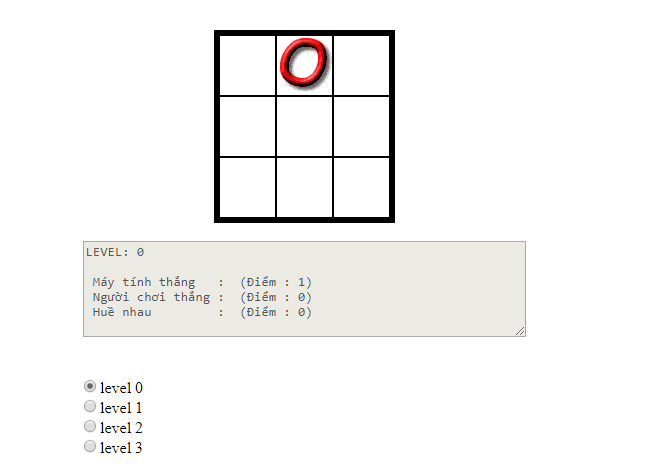 O
LEVEL: 0
Máy tính thắng : (Điểm : 1)
Người chơi thắng : (Điểm : 0)
Huề nhau : (Điểm : 0)
level 0
level 1
level 2
level 3